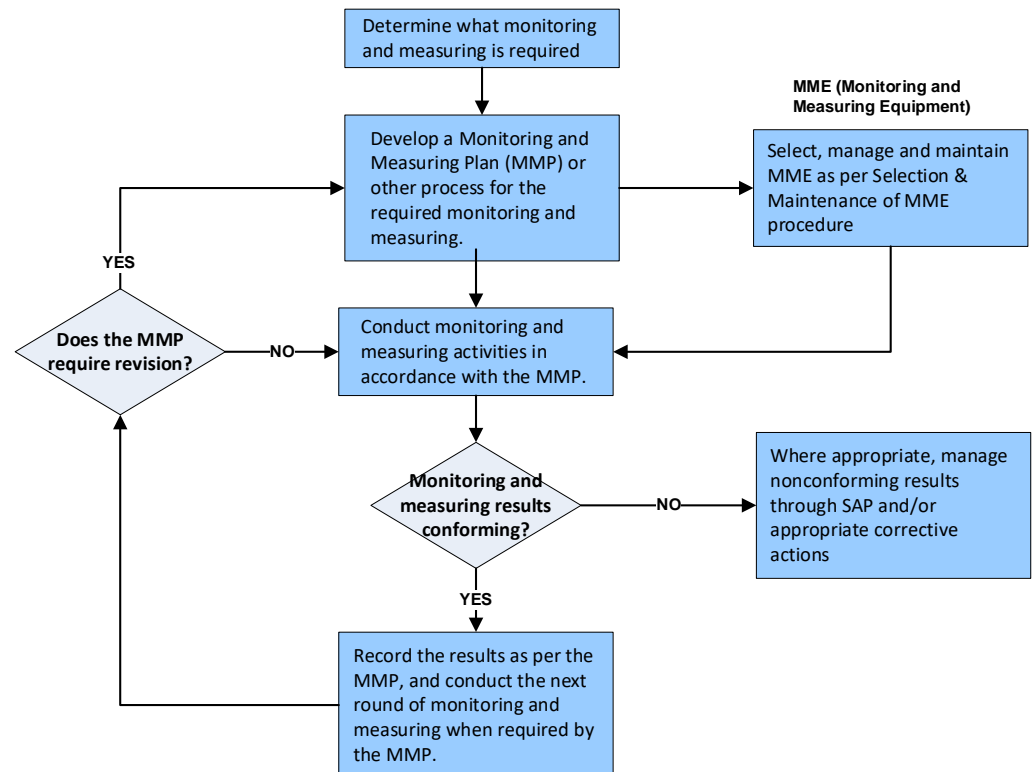 Determine what monitoring
and measuring is required
MME (Monitoring and
Measuring Equipment)
Develop a Monitoring and
Measuring Plan (MMP) or
other process for the
required monitoring and
measuring.
Select, manage and maintain
MME as per Selection &
Maintenance of MME
procedure
YES
Does the MMP
require revision?
NO
Conduct monitoring and
measuring activities in
accordance with the MMP.
Monitoring and
measuring results
conforming?
NO
Where appropriate, manage
nonconforming results
through SAP and/or
appropriate corrective
actions
YES
Record the results as per the
MMP, and conduct the next
round of monitoring and
measuring when required by
the MMP.